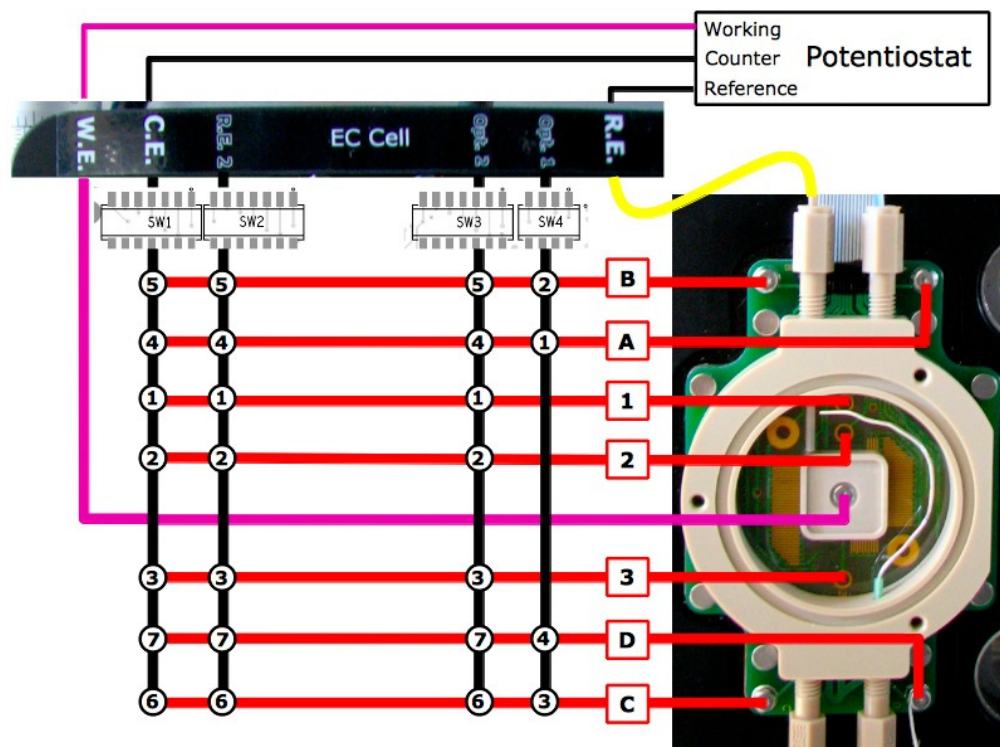 Working
Counter
Reference
Potentiostat
W.E.
C.E.
R.E. 2
EC Cell
Opt. 2
Opt. 1
R.E.
SW1
SW2
SW3
SW4
5 5 5 2 B
4 4 4 1 A
1 1 1 1
2 2 2 2
3 3 3 3
7 7 7 4 D
6 6 6 3 C